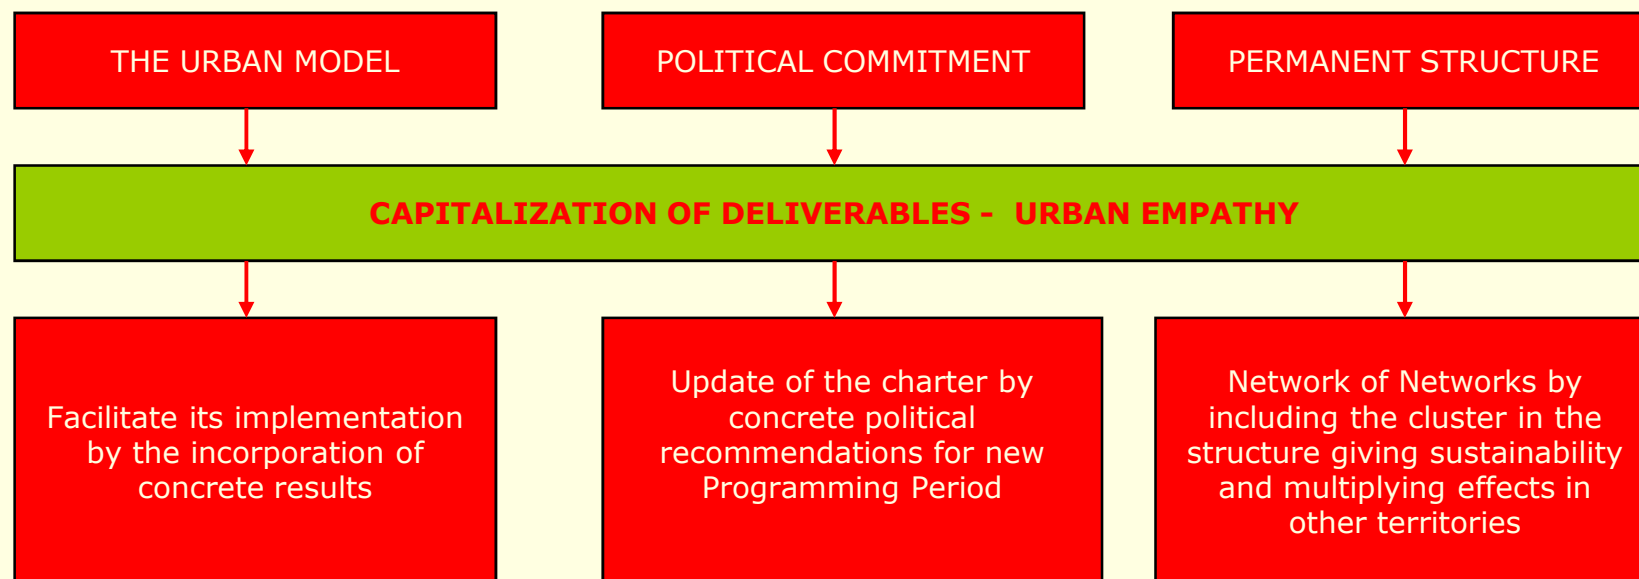 THE URBAN MODEL
POLITICAL COMMITMENT
PERMANENT STRUCTURE
CAPITALIZATION OF DELIVERABLES - URBAN EMPATHY
Facilitate its implementation
by the incorporation of
concrete results
Update of the charter by
concrete political
recommendations for new
Programming Period
Network of Networks by
including the cluster in the
structure giving sustainability
and multiplying effects in
other territories